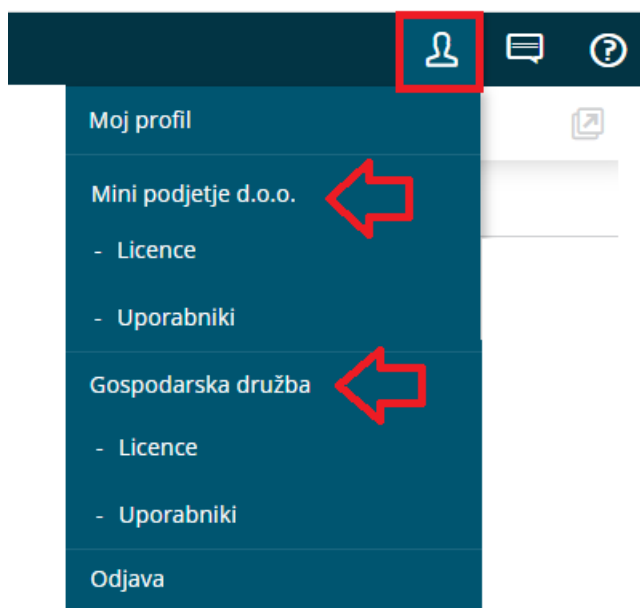 Moj profil
Mini podjetje d.o.o.
- Licence
- Uporabniki
Gospodarska družba
- Licence
- Uporabniki
Odjava